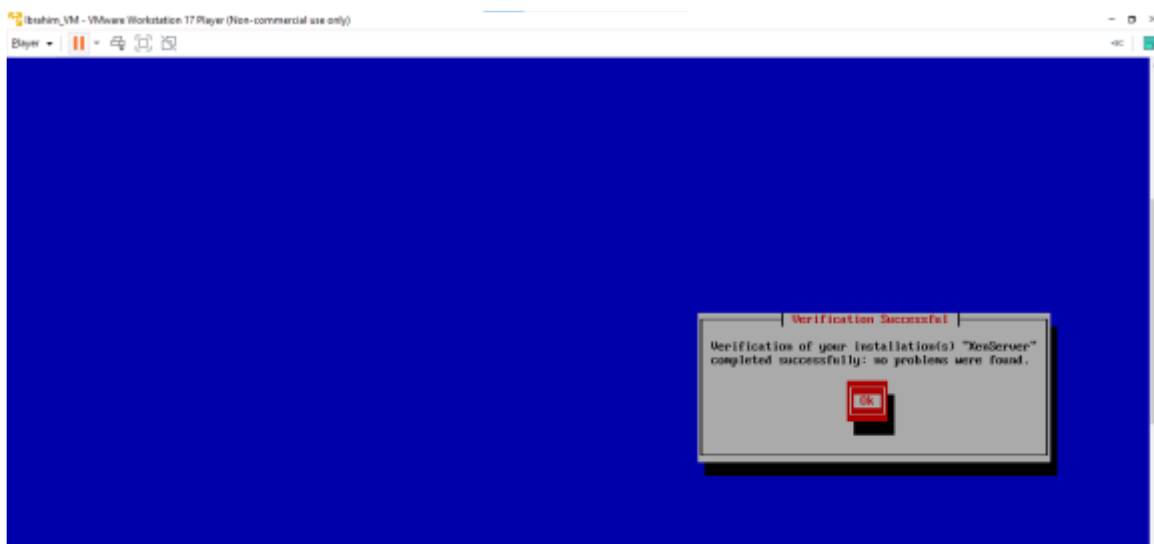 Ibrahim_VM - VMware Workstation 17 Player (Non-commercial use only)
Player
Verification Successful
Verification of your installation(s) "XenServer"
completed successfully: no problems were found.
Ok